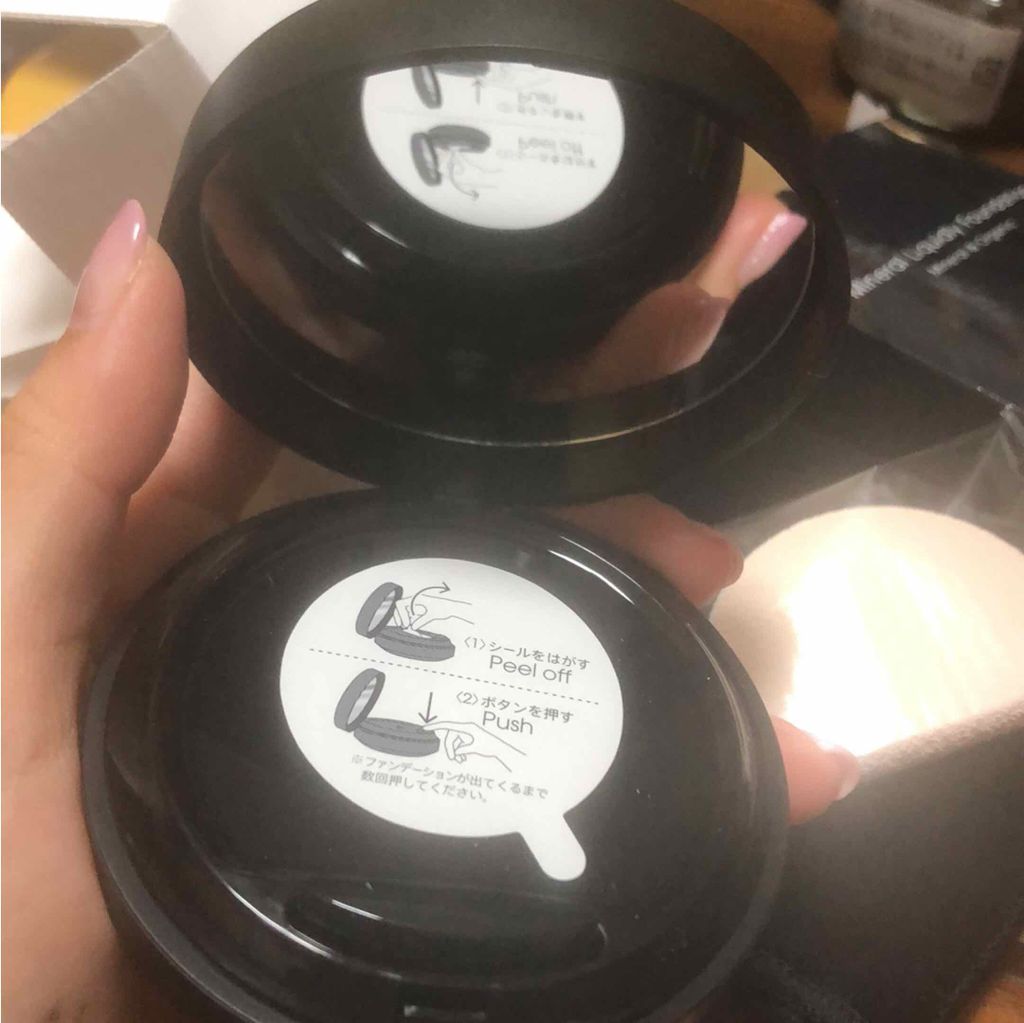 Mineral Liquidy Foundation
Mineral & Organic
〈1〉シールをはがす
Peel off
〈2〉ボタンを押す
Push
※ファンデーションが出てくるまで
数回押してください。